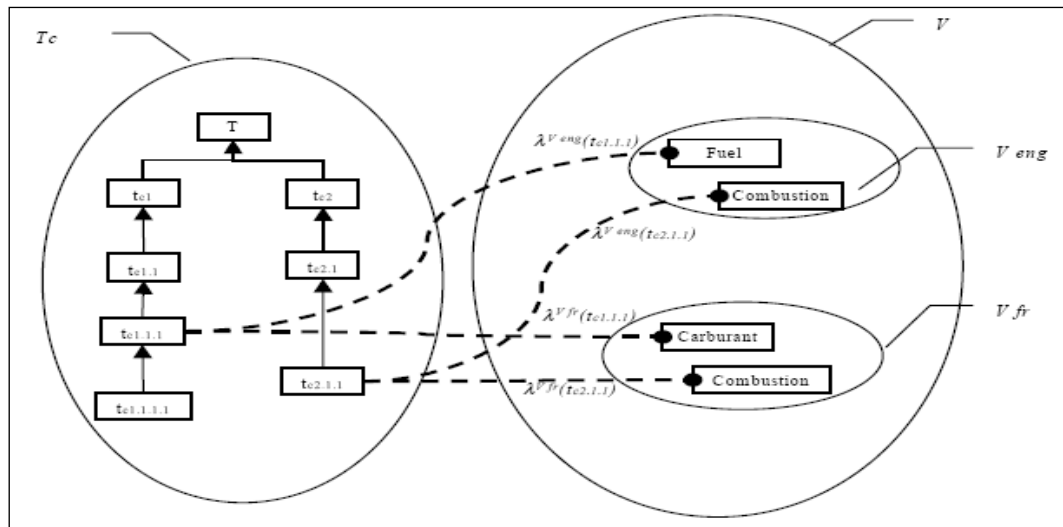 Tc
V
T
tc1
tc2
tc1.1
tc2.1
tc1.1.1
tc2.1.1
tc1.1.1.1
λV eng(tc1.1.1)
Fuel
V eng
Combustion
λV eng(tc2.1.1)
λV fr(tc1.1.1)
V fr
Carburant
Combustion
λV fr(tc2.1.1)